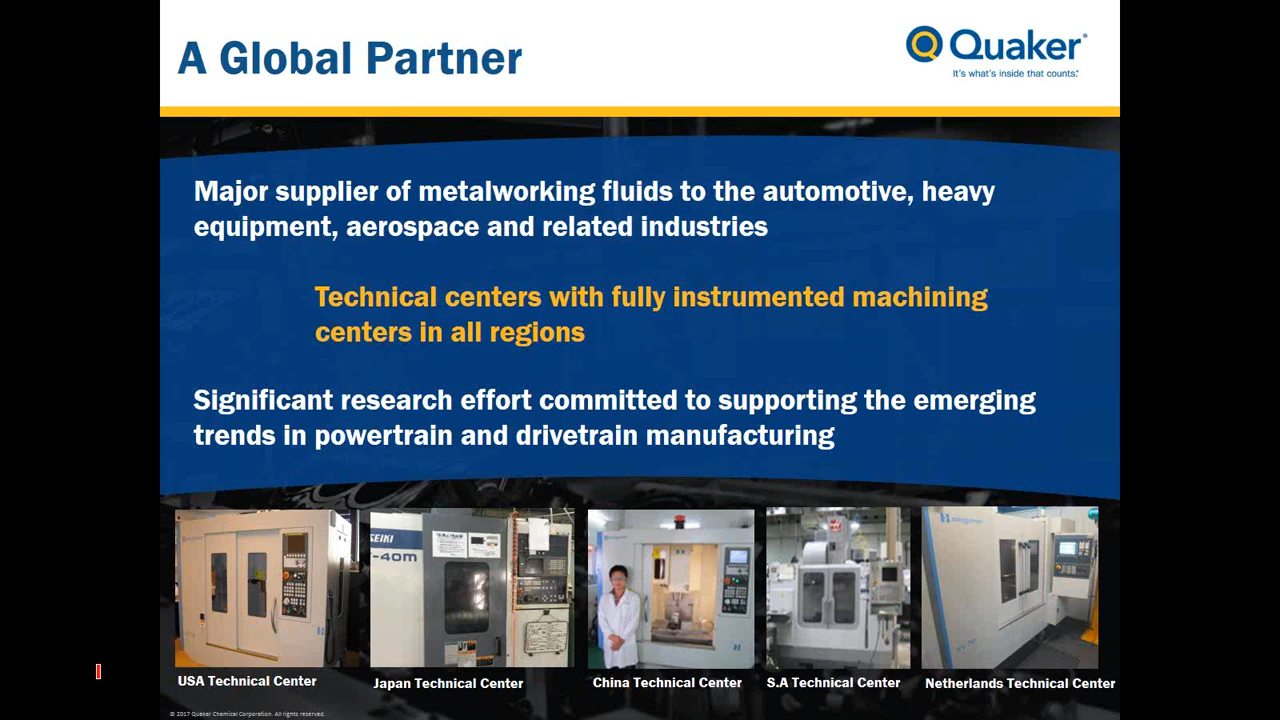 A Global Partner
Quaker®
It's what's inside that counts.®
Major supplier of metalworking fluids to the automotive, heavy
equipment, aerospace and related industries
Technical centers with fully instrumented machining
centers in all regions
Significant research effort committed to supporting the emerging
trends in powertrain and drivetrain manufacturing
SEIKI
-40m
USA Technical Center
Japan Technical Center
China Technical Center
S.A Technical Center
Netherlands Technical Center
© 2017 Quaker Chemical Corporation. All rights reserved.